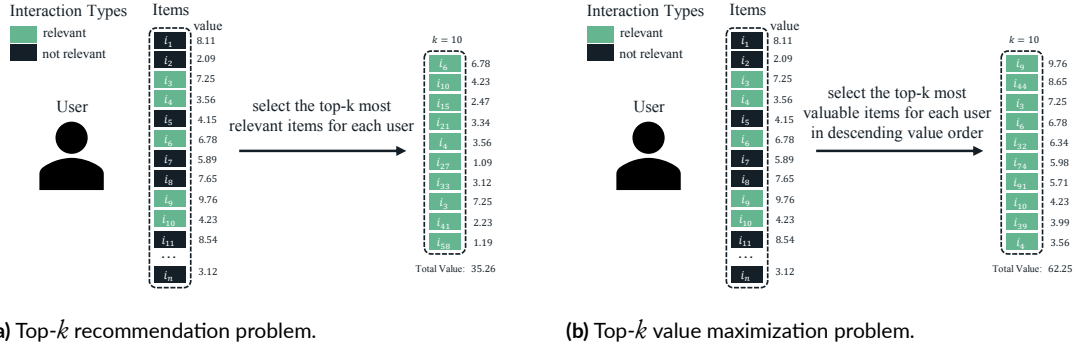 Interaction Types
relevant
not relevant
User
Items
value
i₁ 8.11
i₂ 2.09
i₃ 7.25
i₄ 3.56
i₅ 4.15
i₆ 6.78
i₇ 5.89
i₈ 7.65
i₉ 9.76
i₁₀ 4.23
i₁₁ 8.54
...
iₙ 3.12
select the top-k most
relevant items for each user
k = 10
i₆ 6.78
i₁₀ 4.23
i₁₅ 2.47
i₂₁ 3.34
i₄ 3.56
i₂₇ 1.09
i₃₃ 3.12
i₃ 7.25
i₄₁ 2.23
i₅₈ 1.19
Total Value: 35.26
a) Top-k recommendation problem.
Interaction Types
relevant
not relevant
User
Items
value
i₁ 8.11
i₂ 2.09
i₃ 7.25
i₄ 3.56
i₅ 4.15
i₆ 6.78
i₇ 5.89
i₈ 7.65
i₉ 9.76
i₁₀ 4.23
i₁₁ 8.54
...
iₙ 3.12
select the top-k most
valuable items for each user
in descending value order
k = 10
i₉ 9.76
i₄₄ 8.65
i₃ 7.25
i₆ 6.78
i₃₂ 6.34
i₇₄ 5.98
i₉₁ 5.71
i₁₀ 4.23
i₃₉ 3.99
i₄ 3.56
Total Value: 62.25
(b) Top-k value maximization problem.